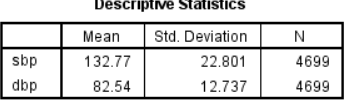 Descriptive Statistics
Mean Std. Deviation N
sbp 132.77 22.801 4699
dbp 82.54 12.737 4699